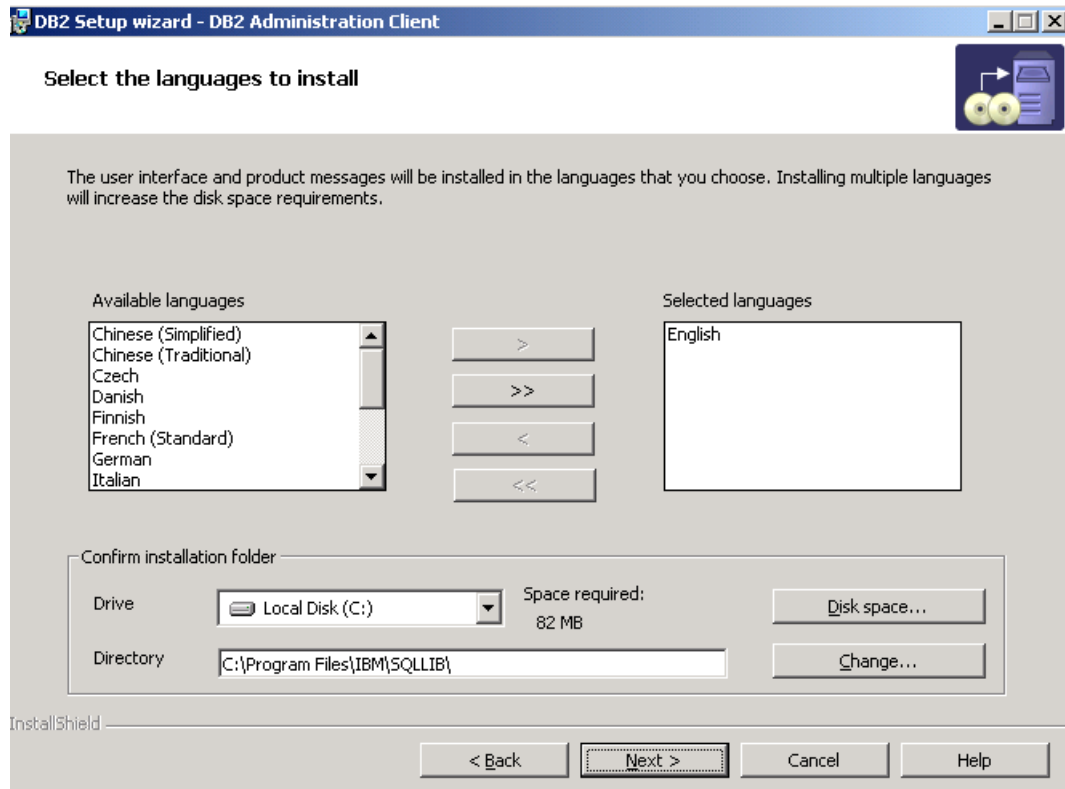 DB2 Setup wizard - DB2 Administration Client
Select the languages to install
The user interface and product messages will be installed in the languages that you choose. Installing multiple languages
will increase the disk space requirements.
Available languages
Chinese (Simplified)
Chinese (Traditional)
Czech
Danish
Finnish
French (Standard)
German
Italian
>
>>
<
<<
Selected languages
English
Confirm installation folder
Drive
Local Disk (C:)
Space required:
82 MB
Disk space...
Directory
C:\Program Files\IBM\SQLLIB\
Change...
InstallShield
< Back
Next >
Cancel
Help